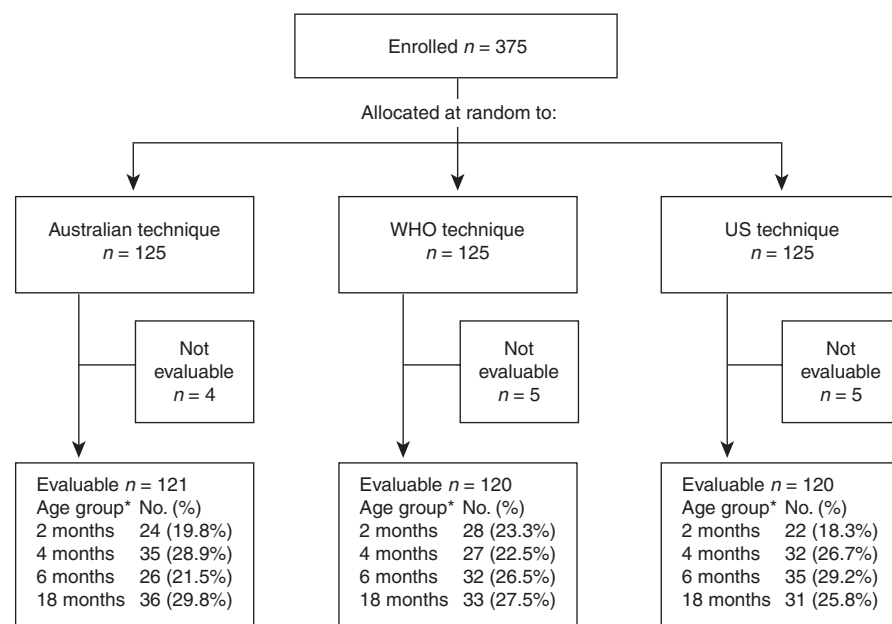 Enrolled n = 375
Allocated at random to:
Australian technique
n = 125
WHO technique
n = 125
US technique
n = 125
Not
evaluable
n = 4
Not
evaluable
n = 5
Not
evaluable
n = 5
Evaluable n = 121
Age group* No. (%)
2 months 24 (19.8%)
4 months 35 (28.9%)
6 months 26 (21.5%)
18 months 36 (29.8%)
Evaluable n = 120
Age group* No. (%)
2 months 28 (23.3%)
4 months 27 (22.5%)
6 months 32 (26.5%)
18 months 33 (27.5%)
Evaluable n = 120
Age group* No. (%)
2 months 22 (18.3%)
4 months 32 (26.7%)
6 months 35 (29.2%)
18 months 31 (25.8%)